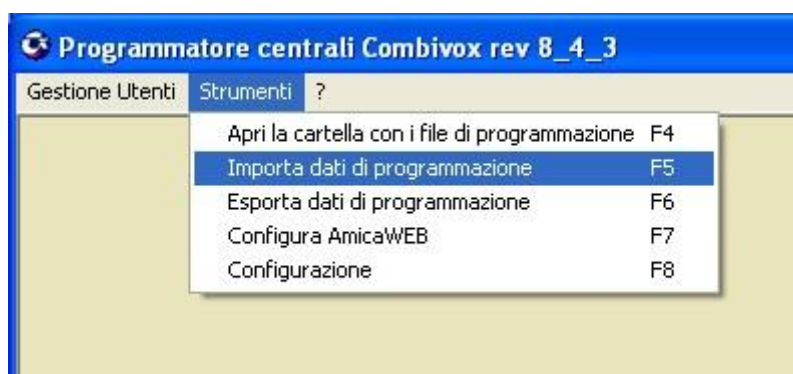 Programmatore centrali Combivox rev 8_4_3
Gestione Utenti Strumenti ?
Apri la cartella con i file di programmazione F4
Importa dati di programmazione F5
Esporta dati di programmazione F6
Configura AmicaWEB F7
Configurazione F8